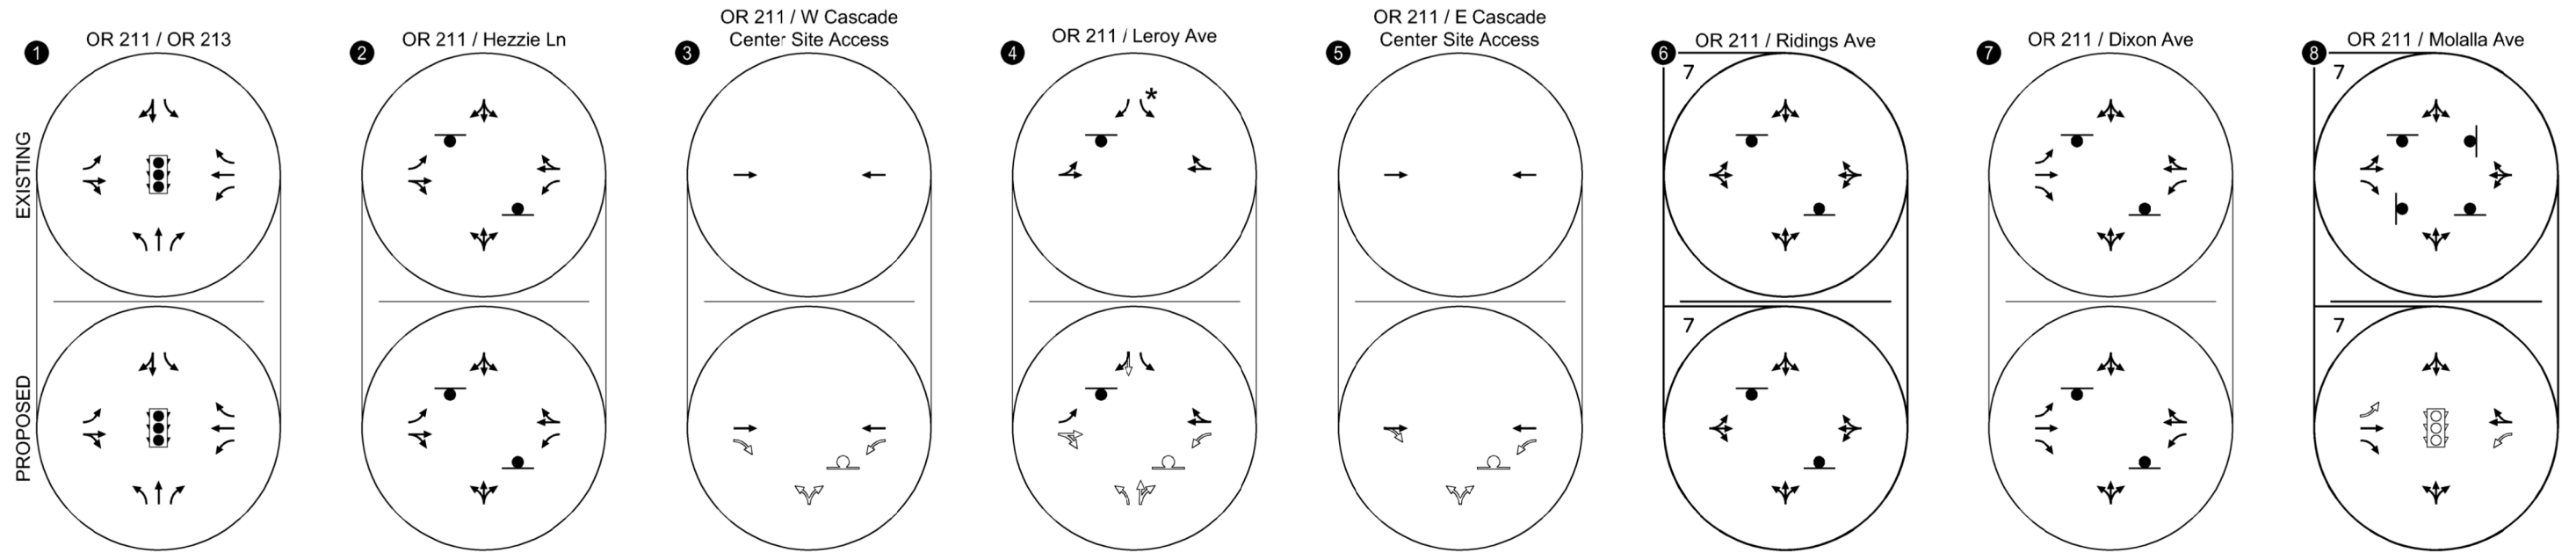 1 OR 211 / OR 213
2 OR 211 / Hezzie Ln
3 OR 211 / W Cascade
Center Site Access
4 OR 211 / Leroy Ave
5 OR 211 / E Cascade
Center Site Access
6 OR 211 / Ridings Ave
7 OR 211 / Dixon Ave
8 OR 211 / Molalla Ave
EXISTING
*
7
7
PROPOSED
7
7